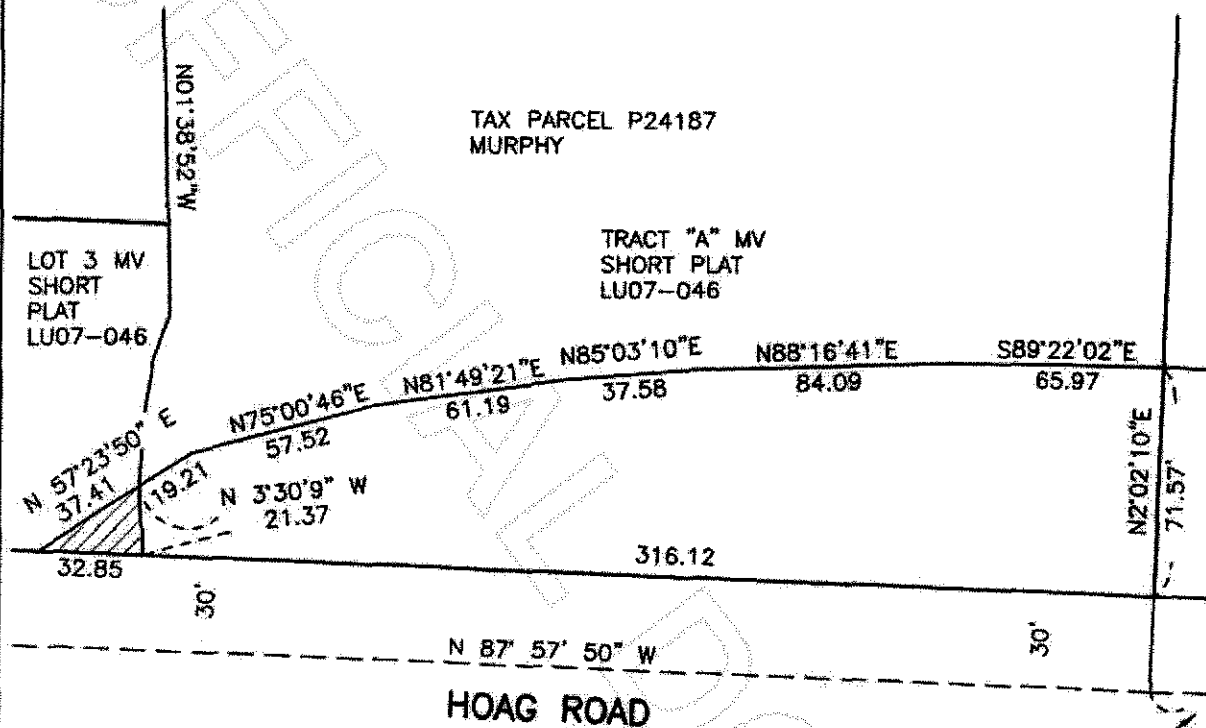 N01°38'52"W
TAX PARCEL P24187
MURPHY
LOT 3 MV
SHORT
PLAT
LU07-046
TRACT "A" MV
SHORT PLAT
LU07-046
N 57°23'50" E
37.41
19.21
N75°00'46"E
57.52
N81°49'21"E
61.19
N85°03'10"E
37.58
N88°16'41"E
84.09
S89°22'02"E
65.97
N 3°30'9" W
21.37
N2°02'10"E
71.57'
32.85
316.12
30'
30'
N 87° 57' 50" W
HOAG ROAD